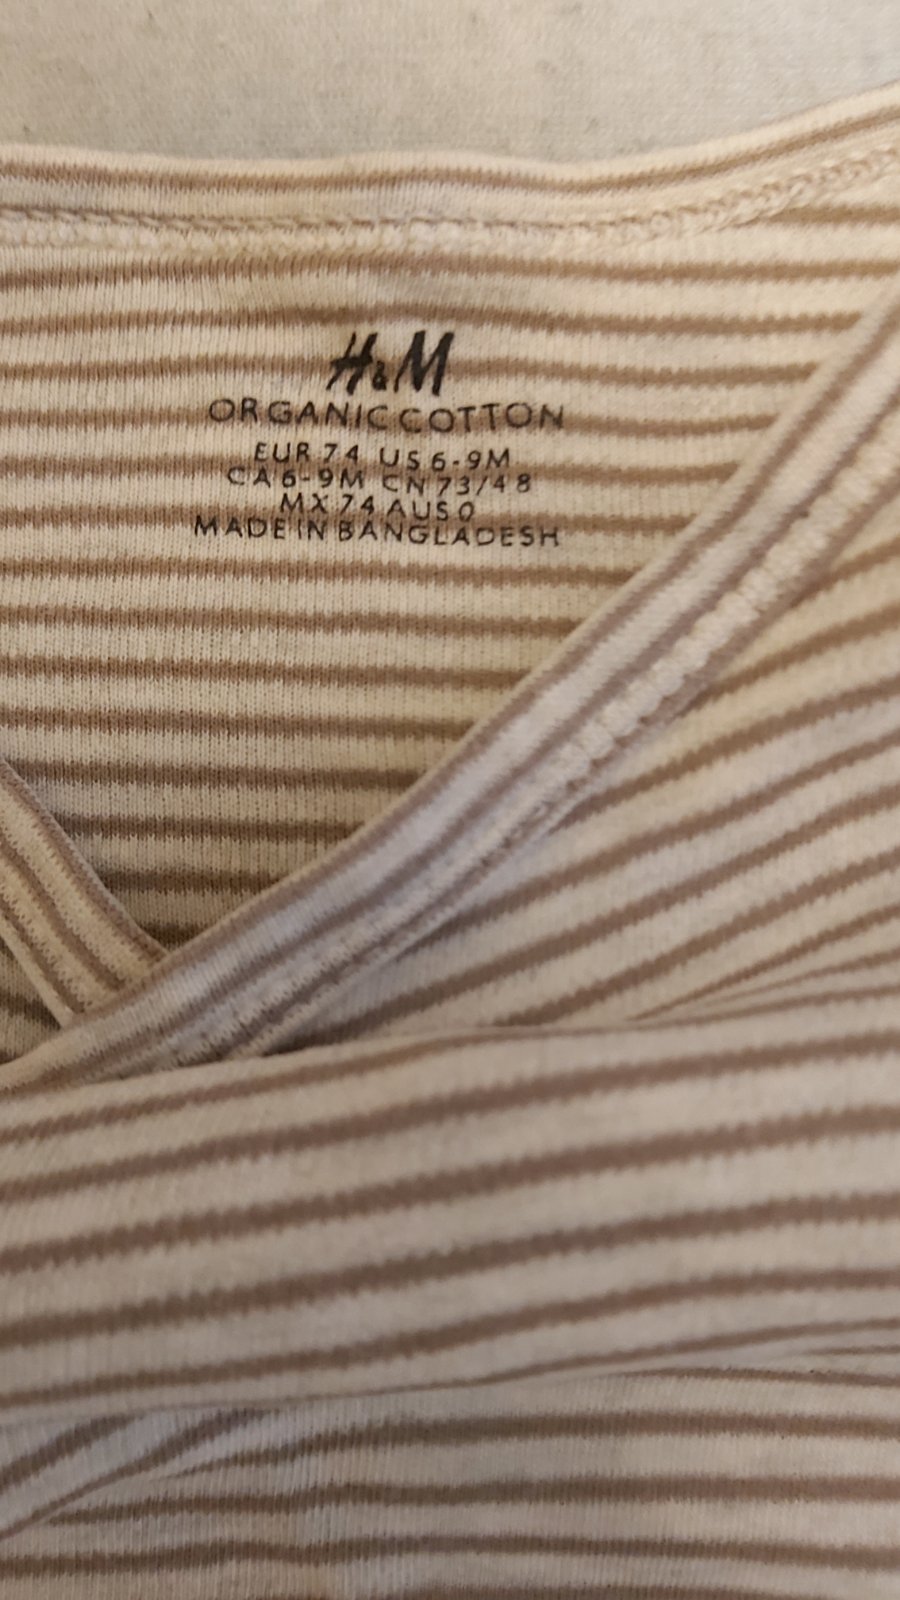 H&M
ORGANIC COTTON
EUR 74 US 6-9M
CA 6-9M CN 73/48
MX 74 AUS 0
MADE IN BANGLADESH